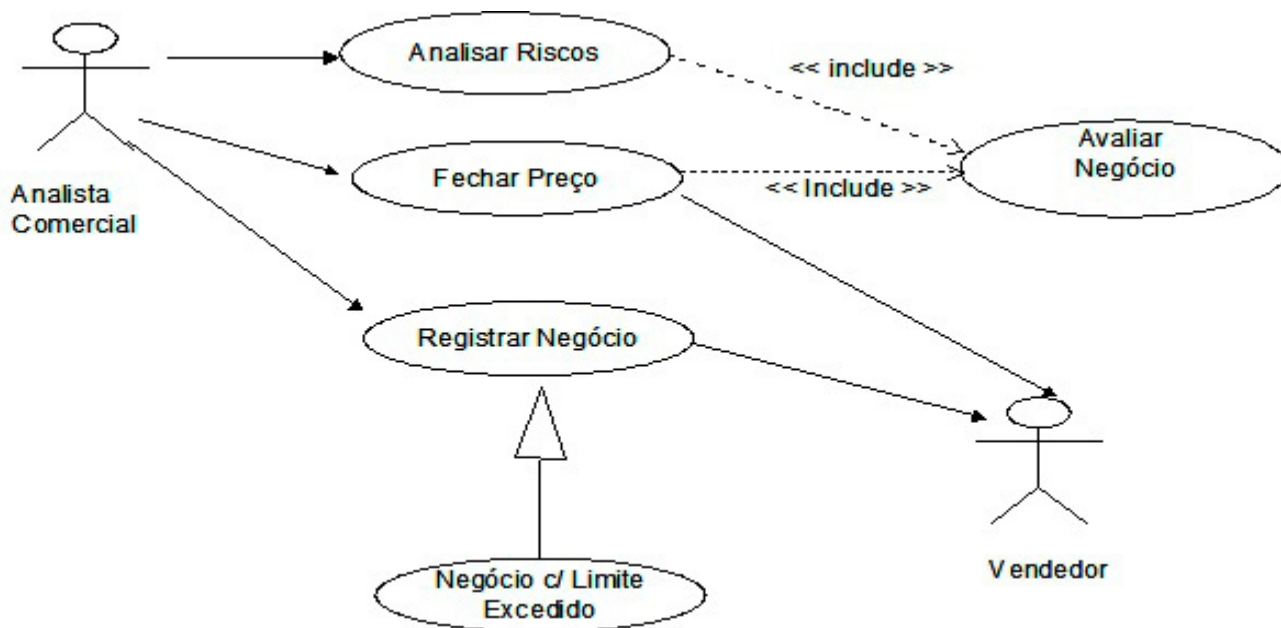 Analisar Riscos
<< include >>
Avaliar
Negócio
Fechar Preço
<< Include >>
Analista
Comercial
Registrar Negócio
Negócio c/ Limite
Excedido
Vendedor